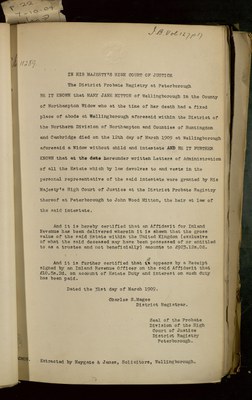 IN HIS MAJESTY'S HIGH COURT OF JUSTICE
The District Probate Registry at Peterborough
BE IT KNOWN that MARY JANE WITTON of Wellingborough in the County
of Northampton Widow who at the time of her death had a fixed
place of abode at Wellingborough aforesaid within the District of
the Northern Division of Northampton and Counties of Huntingdon
and Cambridge died on the 12th day of March 1902 at Wellingborough
aforesaid a Widow without child and intestate AND BE IT FURTHER
KNOWN that at the date hereunder written Letters of Administration
of all the Estate which by law devolves to and vests in the
personal representative of the said intestate were granted by His
Majesty's High Court of Justice at the District Probate Registry
thereof at Peterborough to John Wood Witton, the heir at law of
the said intestate.
And it is hereby certified that an Affidavit for Inland
Revenue has been delivered wherein it is shewn that the gross
value of the said Estate within the United Kingdom (exclusive
of what the said deceased may have been possessed of or entitled
to as a trustee and not beneficially) amounts to
And it is further certified that it appears by a Receipt
signed by an Inland Revenue Officer on the said Affidavit that
on account of Estate Duty and interest on such duty
has been paid.
Dated the 31st day of March 1902.
Charles S. Magee
District Registrar.
Seal of the Probate
Division of the High
Court of Justice
District Registry
Peterborough.
Extracted by Heygate & Jones, Solicitors, Wellingborough.